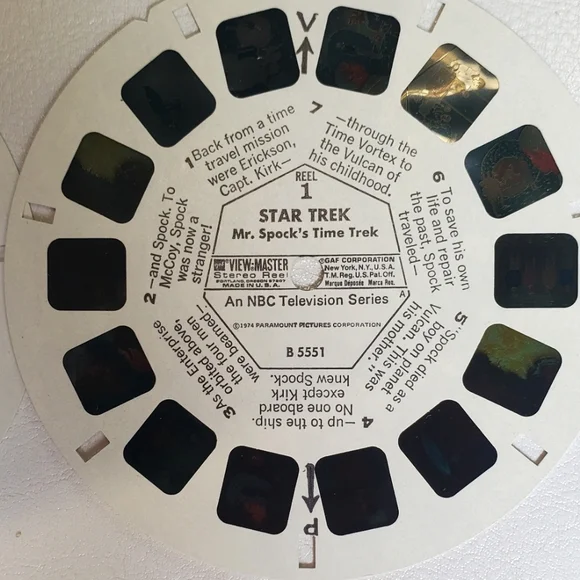 V
REEL
1
STAR TREK
Mr. Spock's Time Trek
VIEW-MASTER
Stereo Reel
PORTLAND, OREGON 97207
MADE IN U.S.A.
©GAF CORPORATION
New York, N.Y., U.S.A.
T.M. Reg. U.S. Pat. Off.
Marque Déposée Marca Reg.
An NBC Television Series
A
©1974 PARAMOUNT PICTURES CORPORATION
B 5551
1 Back from a time
travel mission
were Erickson,
Capt. Kirk—
2 —and Spock. To
McCoy, Spock
was now a
stranger!
3 As the Enterprise
orbited above,
the four men
were beamed—
4 —up to the ship.
No one aboard
except Kirk
knew Spock.
5 "Spock died as a
boy on planet
Vulcan. This was
his mother."
6 To save his own
life and repair
the past, Spock
traveled—
7 —through the
Time Vortex to
the Vulcan of
his childhood.
P